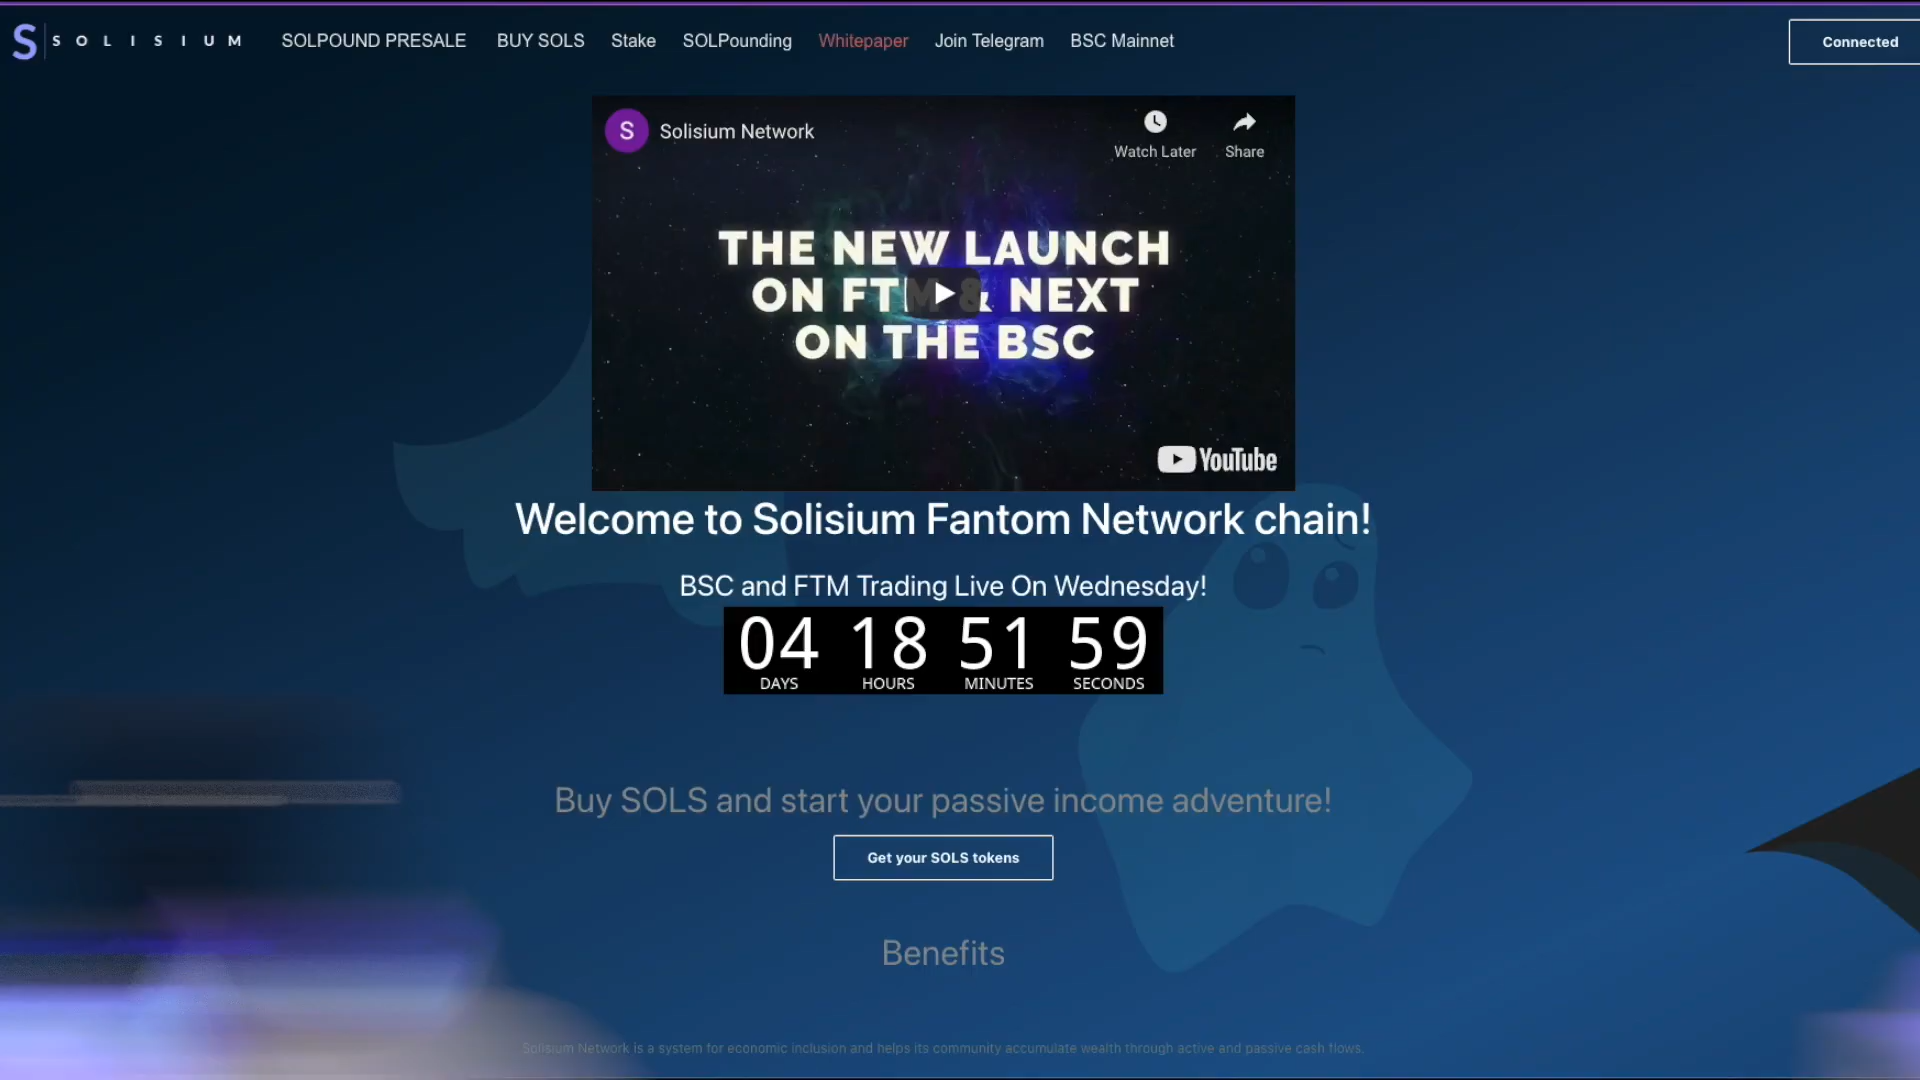 S SOLISIUM SOLPOUND PRESALE BUY SOLS Stake SOLPounding Whitepaper Join Telegram BSC Mainnet Connected
S Solisium Network
Watch Later Share
THE NEW LAUNCH
ON FTM & NEXT
ON THE BSC
YouTube
Welcome to Solisium Fantom Network chain!
BSC and FTM Trading Live On Wednesday!
04 18 51 59
DAYS HOURS MINUTES SECONDS
Buy SOLS and start your passive income adventure!
Get your SOLS tokens
Benefits
Solisium Network is a system for economic inclusion and helps its community accumulate wealth through active and passive cash flows.